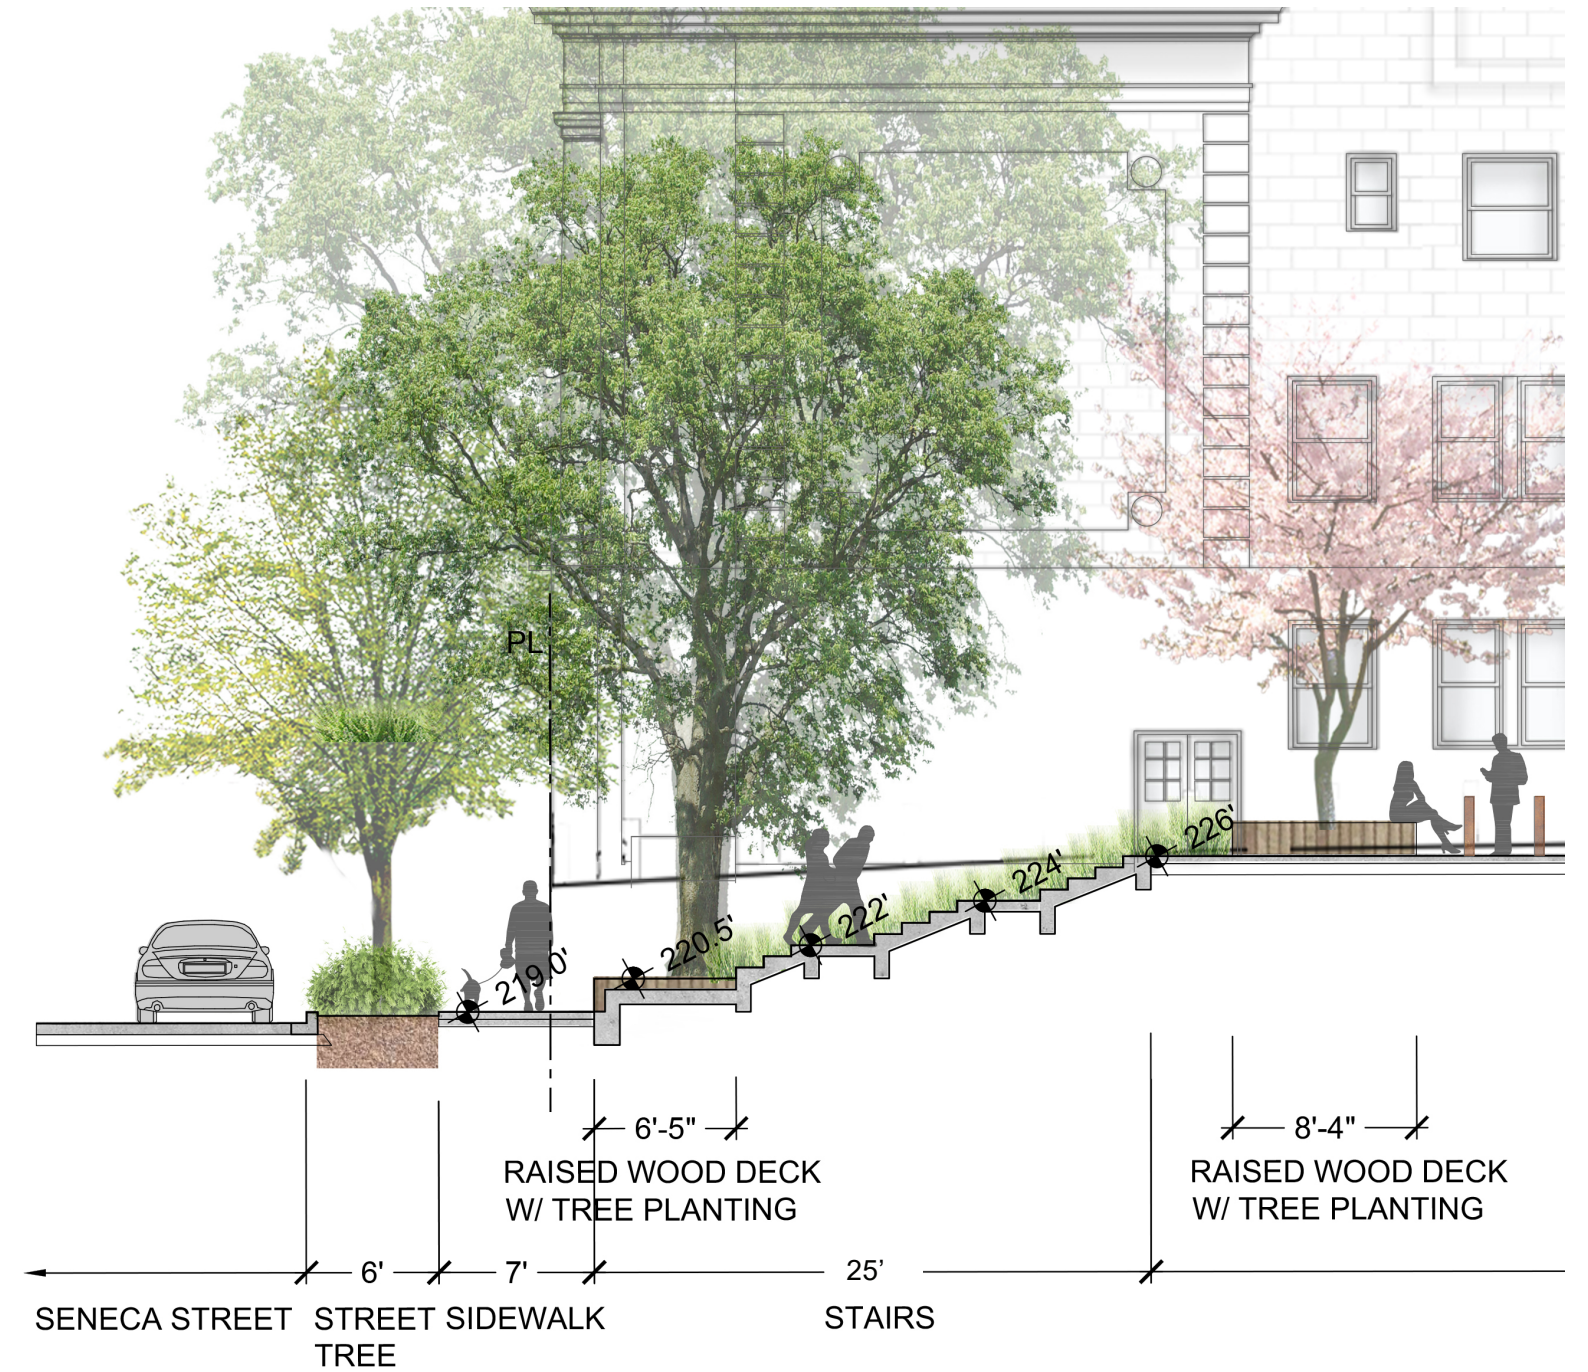 PL
226'
224'
222'
220.5'
219.0'
6'-5"
RAISED WOOD DECK
W/ TREE PLANTING
8'-4"
RAISED WOOD DECK
W/ TREE PLANTING
6'
7'
25’
SENECA STREET
STREET
TREE
SIDEWALK
STAIRS